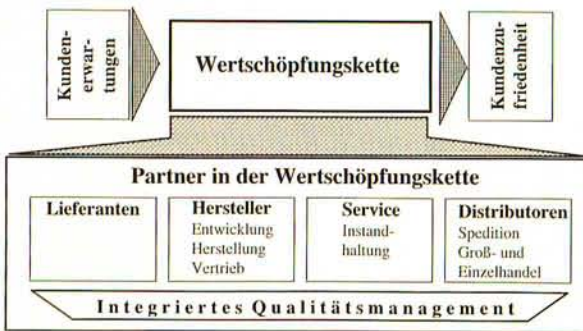 Kunden-
erwar-
tungen
Wertschöpfungskette
Kundenzu-
friedenheit
Partner in der Wertschöpfungskette
Lieferanten
Hersteller
Entwicklung
Herstellung
Vertrieb
Service
Instand-
haltung
Distributoren
Spedition
Groß- und
Einzelhandel
Integriertes Qualitätsmanagement